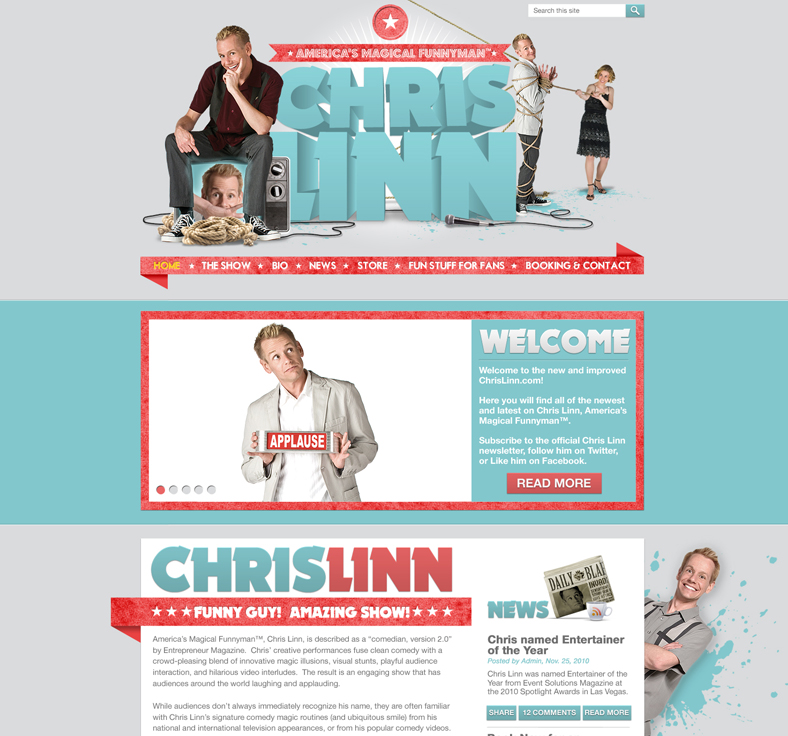 Search this site
AMERICA'S MAGICAL FUNNYMAN™
CHRIS
LINN
HOME ★ THE SHOW ★ BIO ★ NEWS ★ STORE ★ FUN STUFF FOR FANS ★ BOOKING & CONTACT
APPLAUSE
WELCOME
Welcome to the new and improved
ChrisLinn.com!
Here you will find all of the newest
and latest on Chris Linn, America's
Magical Funnyman™.
Subscribe to the official Chris Linn
newsletter, follow him on Twitter,
or Like him on Facebook.
READ MORE
CHRISLINN
★ ★ ★ FUNNY GUY! AMAZING SHOW! ★ ★ ★
America's Magical Funnyman™, Chris Linn, is described as a "comedian, version 2.0"
by Entrepreneur Magazine. Chris' creative performances fuse clean comedy with a
crowd-pleasing blend of innovative magic illusions, visual stunts, playful audience
interaction, and hilarious video interludes. The result is an engaging show that has
audiences around the world laughing and applauding.
While audiences don't always immediately recognize his name, they are often familiar
with Chris Linn's signature comedy magic routines (and ubiquitous smile) from his
national and international television appearances, or from his popular comedy videos.
DAILY BLA
NEWS
Chris named Entertainer
of the Year
Posted by Admin, Nov. 25, 2010
Chris Linn was named Entertainer of the
Year from Event Solutions Magazine at
the 2010 Spotlight Awards in Las Vegas.
SHARE 12 COMMENTS READ MORE